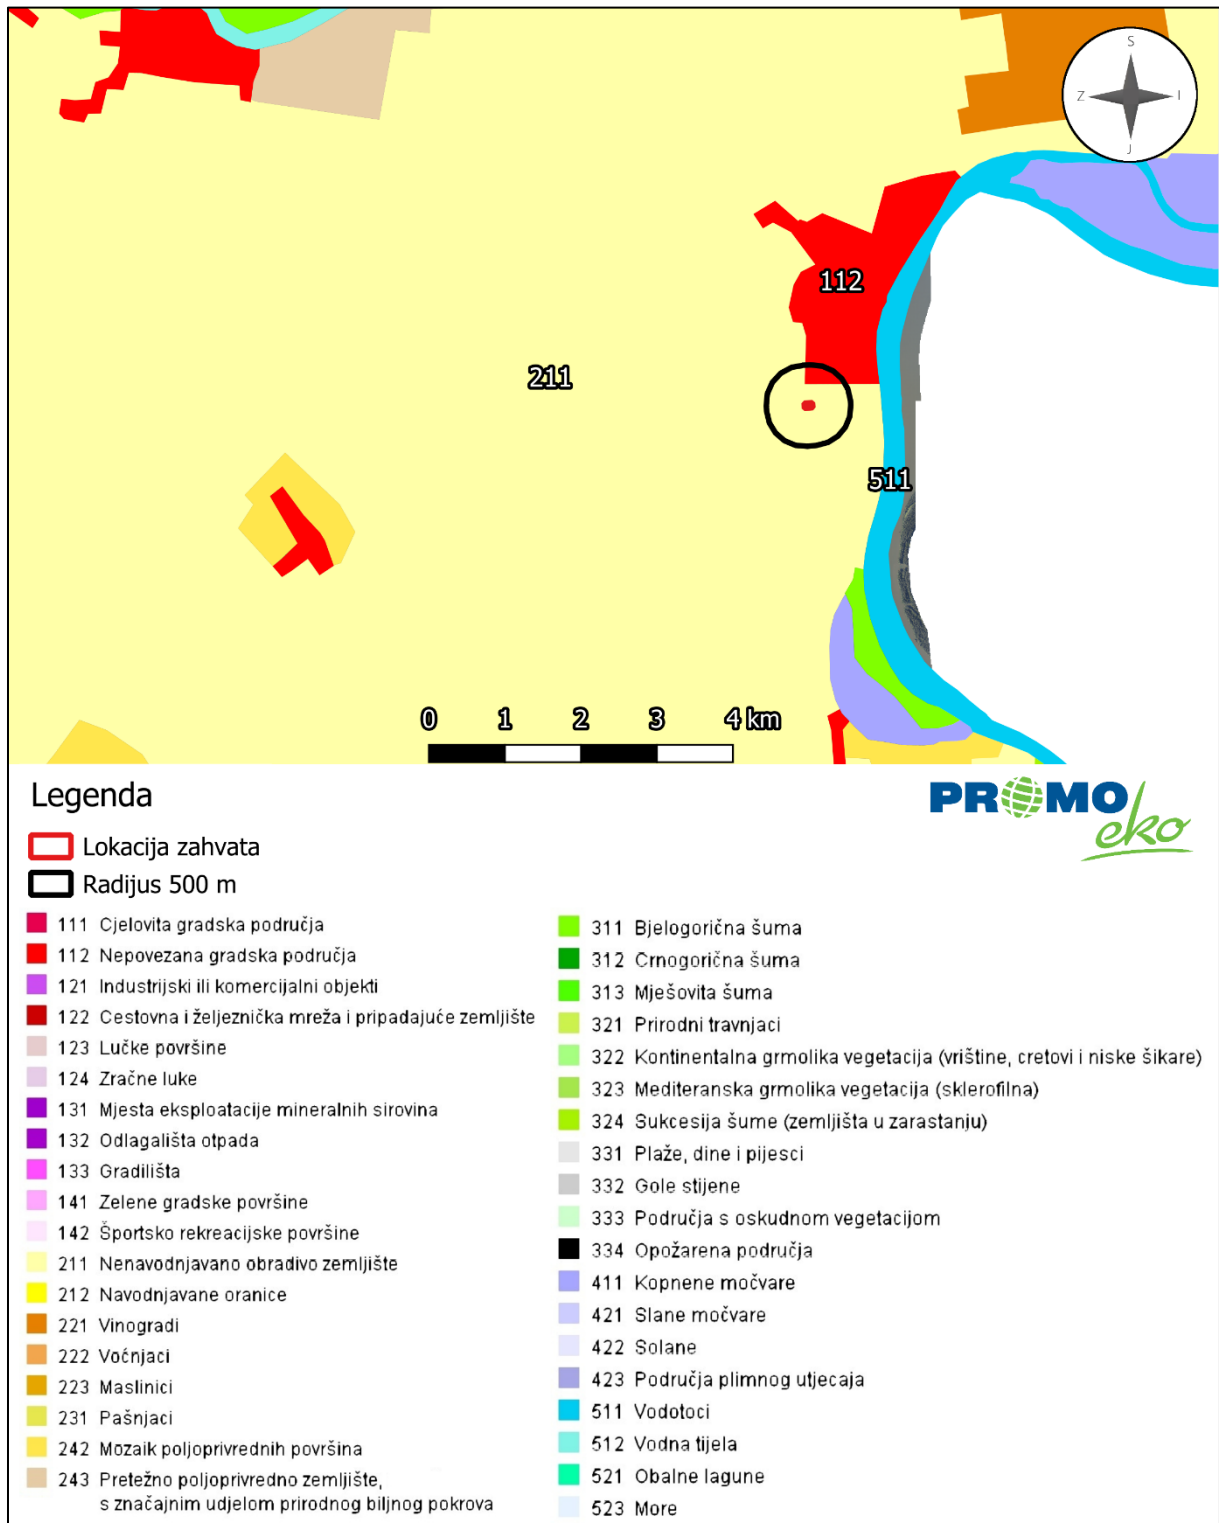 S
Z
I
J
112
211
511
0 1 2 3 4 km
Legenda
PROMO
eko
Lokacija zahvata
Radijus 500 m
111 Cjelovita gradska područja
112 Nepovezana gradska područja
121 Industrijski ili komercijalni objekti
122 Cestovna i željeznička mreža i pripadajuće zemljište
123 Lučke površine
124 Zračne luke
131 Mjesta eksploatacije mineralnih sirovina
132 Odlagališta otpada
133 Gradilišta
141 Zelene gradske površine
142 Športsko rekreacijske površine
211 Nenavodnjavano obradivo zemljište
212 Navodnjavane oranice
221 Vinogradi
222 Voćnjaci
223 Maslinici
231 Pašnjaci
242 Mozaik poljoprivrednih površina
243 Pretežno poljoprivredno zemljište,
s značajnim udjelom prirodnog biljnog pokrova
311 Bjelogorična šuma
312 Crnogorična šuma
313 Mješovita šuma
321 Prirodni travnjaci
322 Kontinentalna grmolika vegetacija (vrištine, cretovi i niske šikare)
323 Mediteranska grmolika vegetacija (sklerofilna)
324 Sukcesija šume (zemljišta u zarastanju)
331 Plaže, dine i pijesci
332 Gole stijene
333 Područja s oskudnom vegetacijom
334 Opožarena područja
411 Kopnene močvare
421 Slane močvare
422 Solane
423 Područja plimnog utjecaja
511 Vodotoci
512 Vodna tijela
521 Obalne lagune
523 More